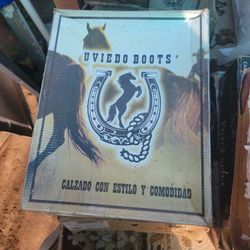 UVIEDO BOOTS
CALZADO CON ESTILO Y COMODIDAD